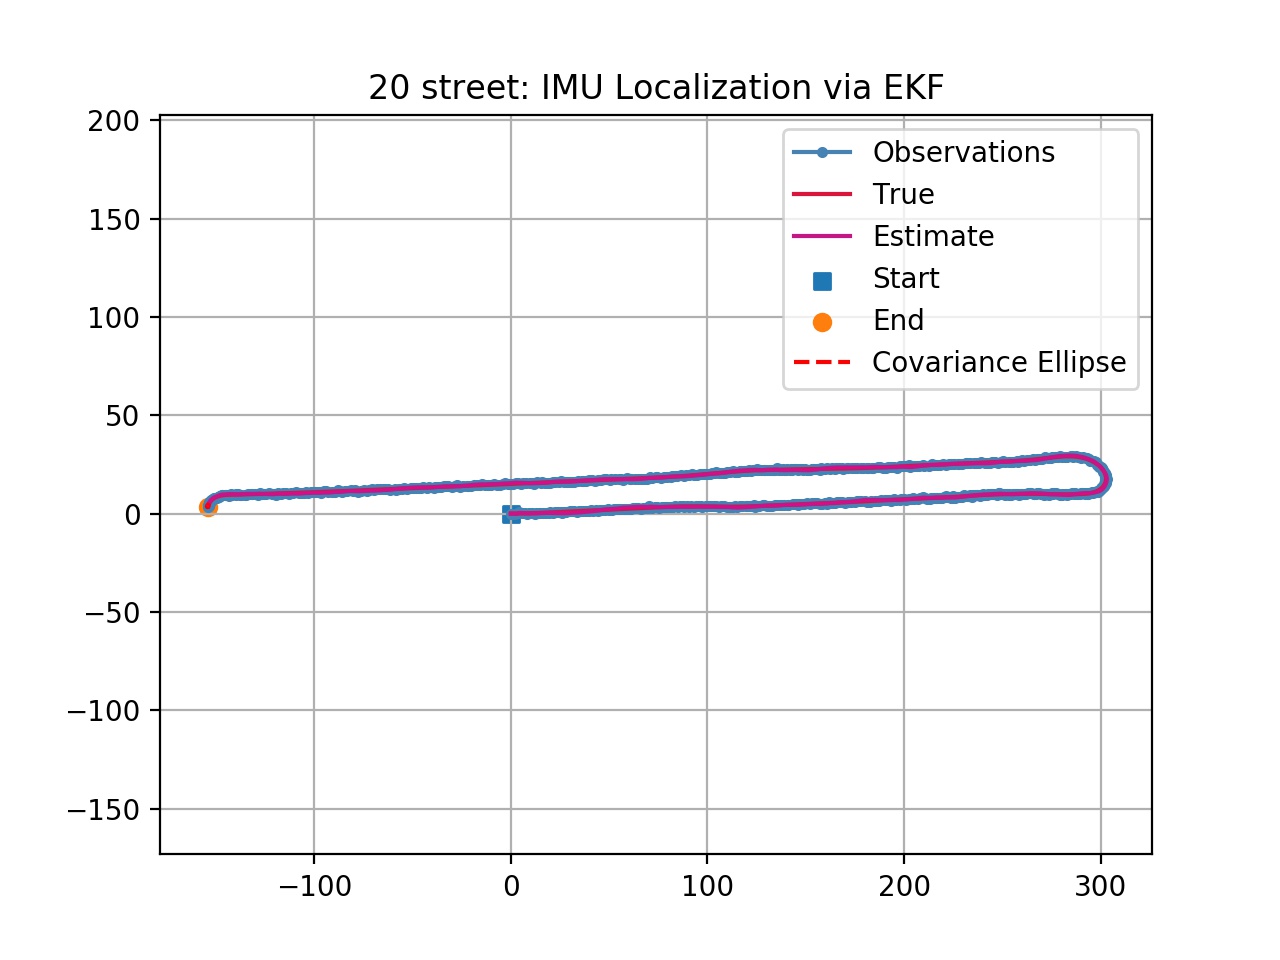 20 street: IMU Localization via EKF
200
150
100
50
0
−50
−100
−150
Observations
True
Estimate
Start
End
Covariance Ellipse
−100 0 100 200 300